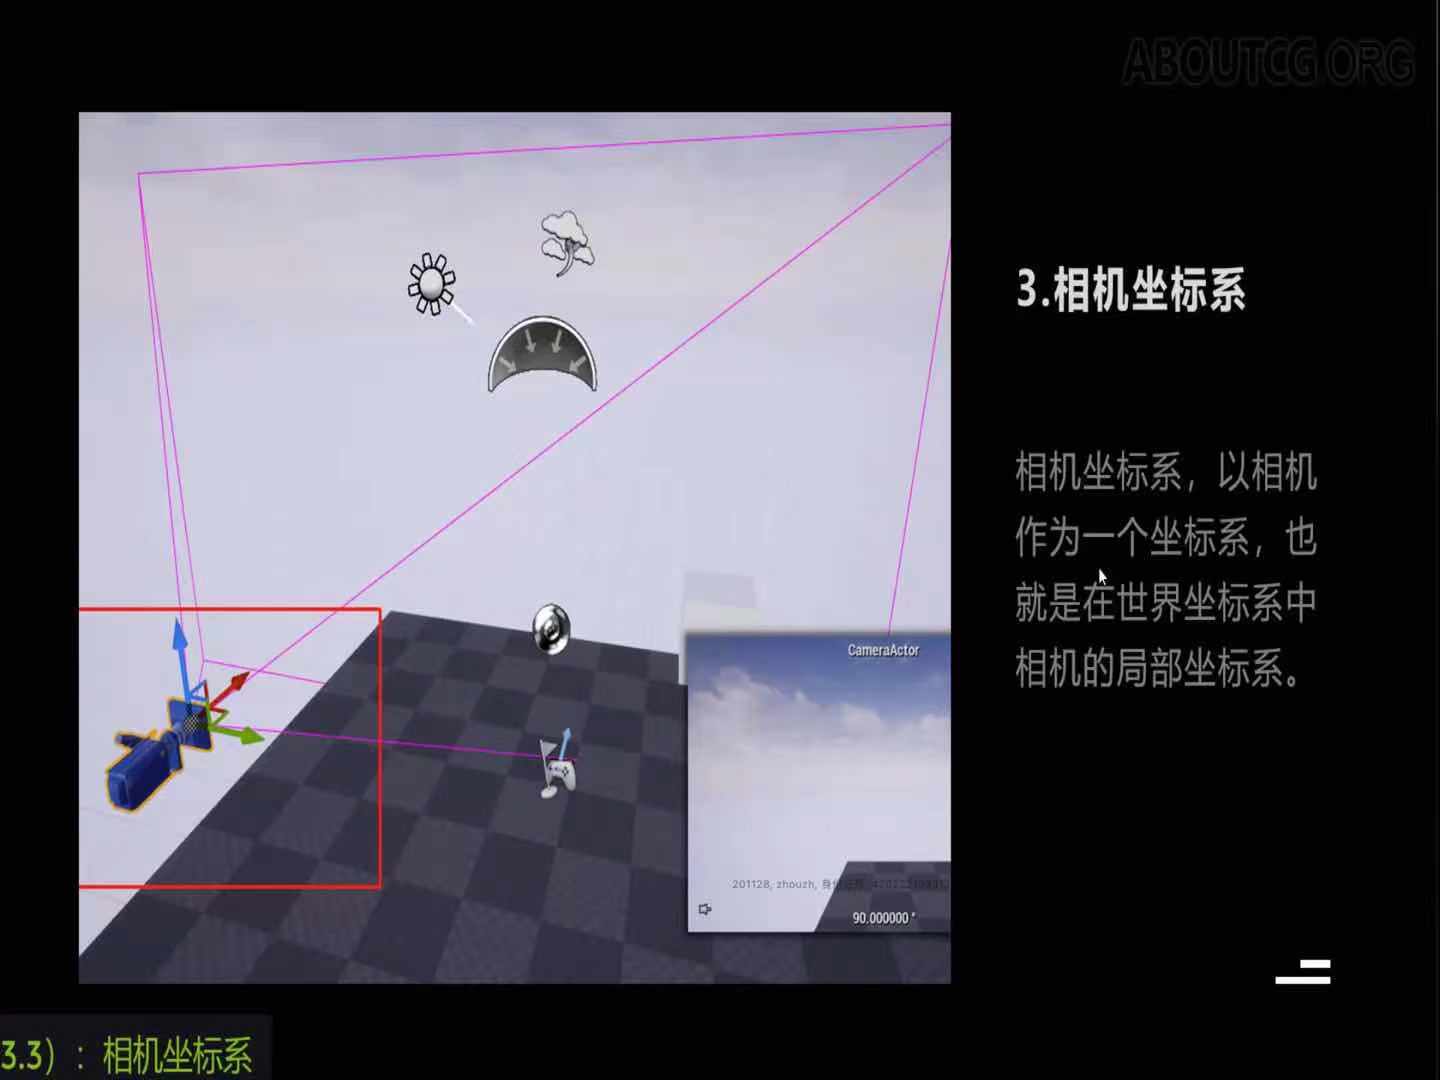 ABOUTCG.ORG
3.相机坐标系
相机坐标系，以相机
作为一个坐标系，也
就是在世界坐标系中
相机的局部坐标系。
CameraActor
201128, zhouzh,
90.000000°
3.3）：相机坐标系